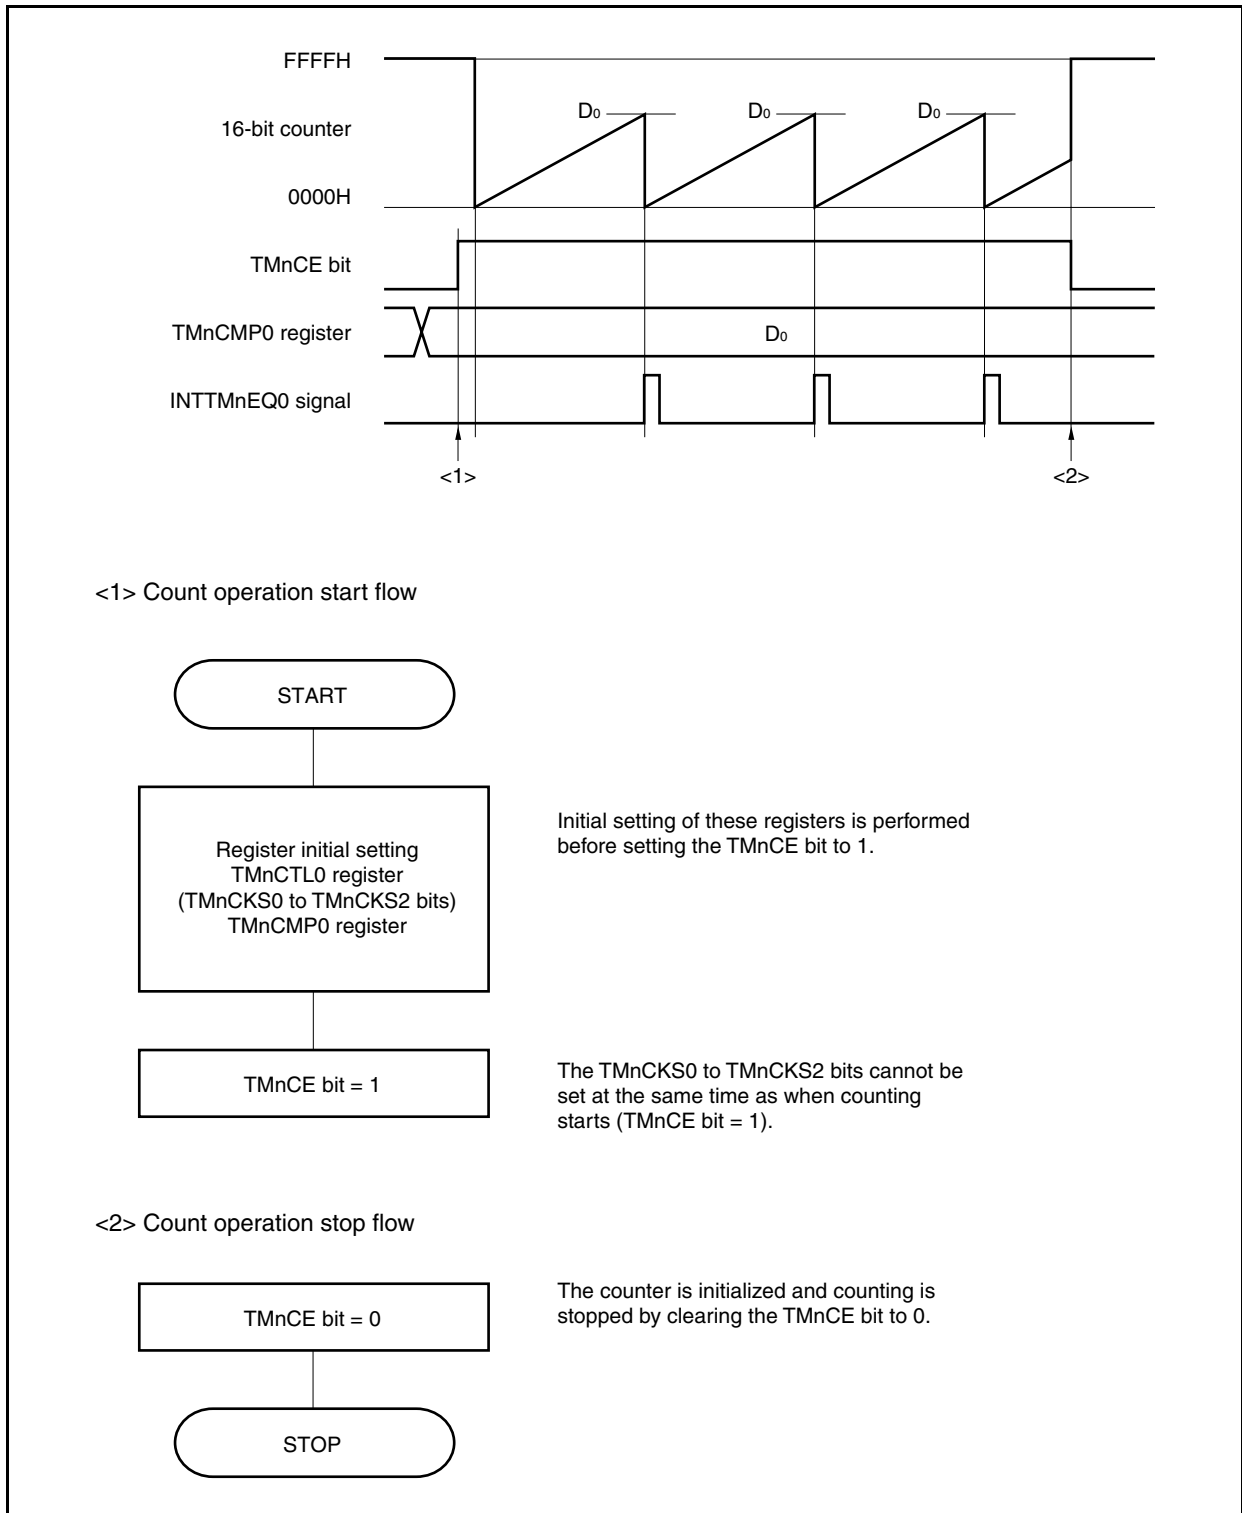 FFFFH
16-bit counter
0000H
D0
D0
D0
TMnCE bit
TMnCMP0 register
D0
INTTMnEQ0 signal
<1>
<2>
<1> Count operation start flow
START
Register initial setting
TMnCTL0 register
(TMnCKS0 to TMnCKS2 bits)
TMnCMP0 register
Initial setting of these registers is performed
before setting the TMnCE bit to 1.
TMnCE bit = 1
The TMnCKS0 to TMnCKS2 bits cannot be
set at the same time as when counting
starts (TMnCE bit = 1).
<2> Count operation stop flow
TMnCE bit = 0
The counter is initialized and counting is
stopped by clearing the TMnCE bit to 0.
STOP